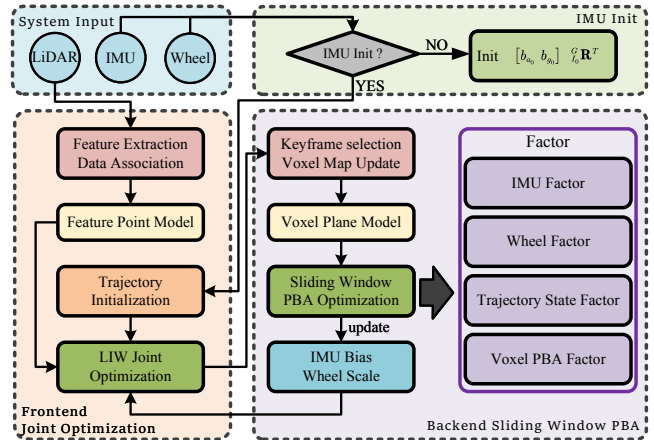 System Input
LiDAR
IMU
Wheel
IMU Init
IMU Init ?
NO
YES
Init [b_{a_0} b_{g_0}] ^{G}_{I_0}R^{T}
Feature Extraction
Data Association
Feature Point Model
Trajectory
Initialization
LIW Joint
Optimization
Frontend
Joint Optimization
Keyframe selection
Voxel Map Update
Voxel Plane Model
Sliding Window
PBA Optimization
update
IMU Bias
Wheel Scale
Factor
IMU Factor
Wheel Factor
Trajectory State Factor
Voxel PBA Factor
Backend Sliding Window PBA